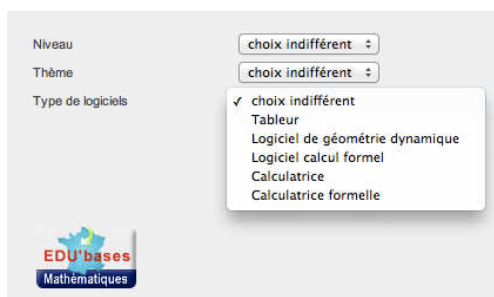 Niveau choix indifférent
Thème choix indifférent
Type de logiciels ✓ choix indifférent
Tableur
Logiciel de géométrie dynamique
Logiciel calcul formel
Calculatrice
Calculatrice formelle
EDU'bases
Mathématiques